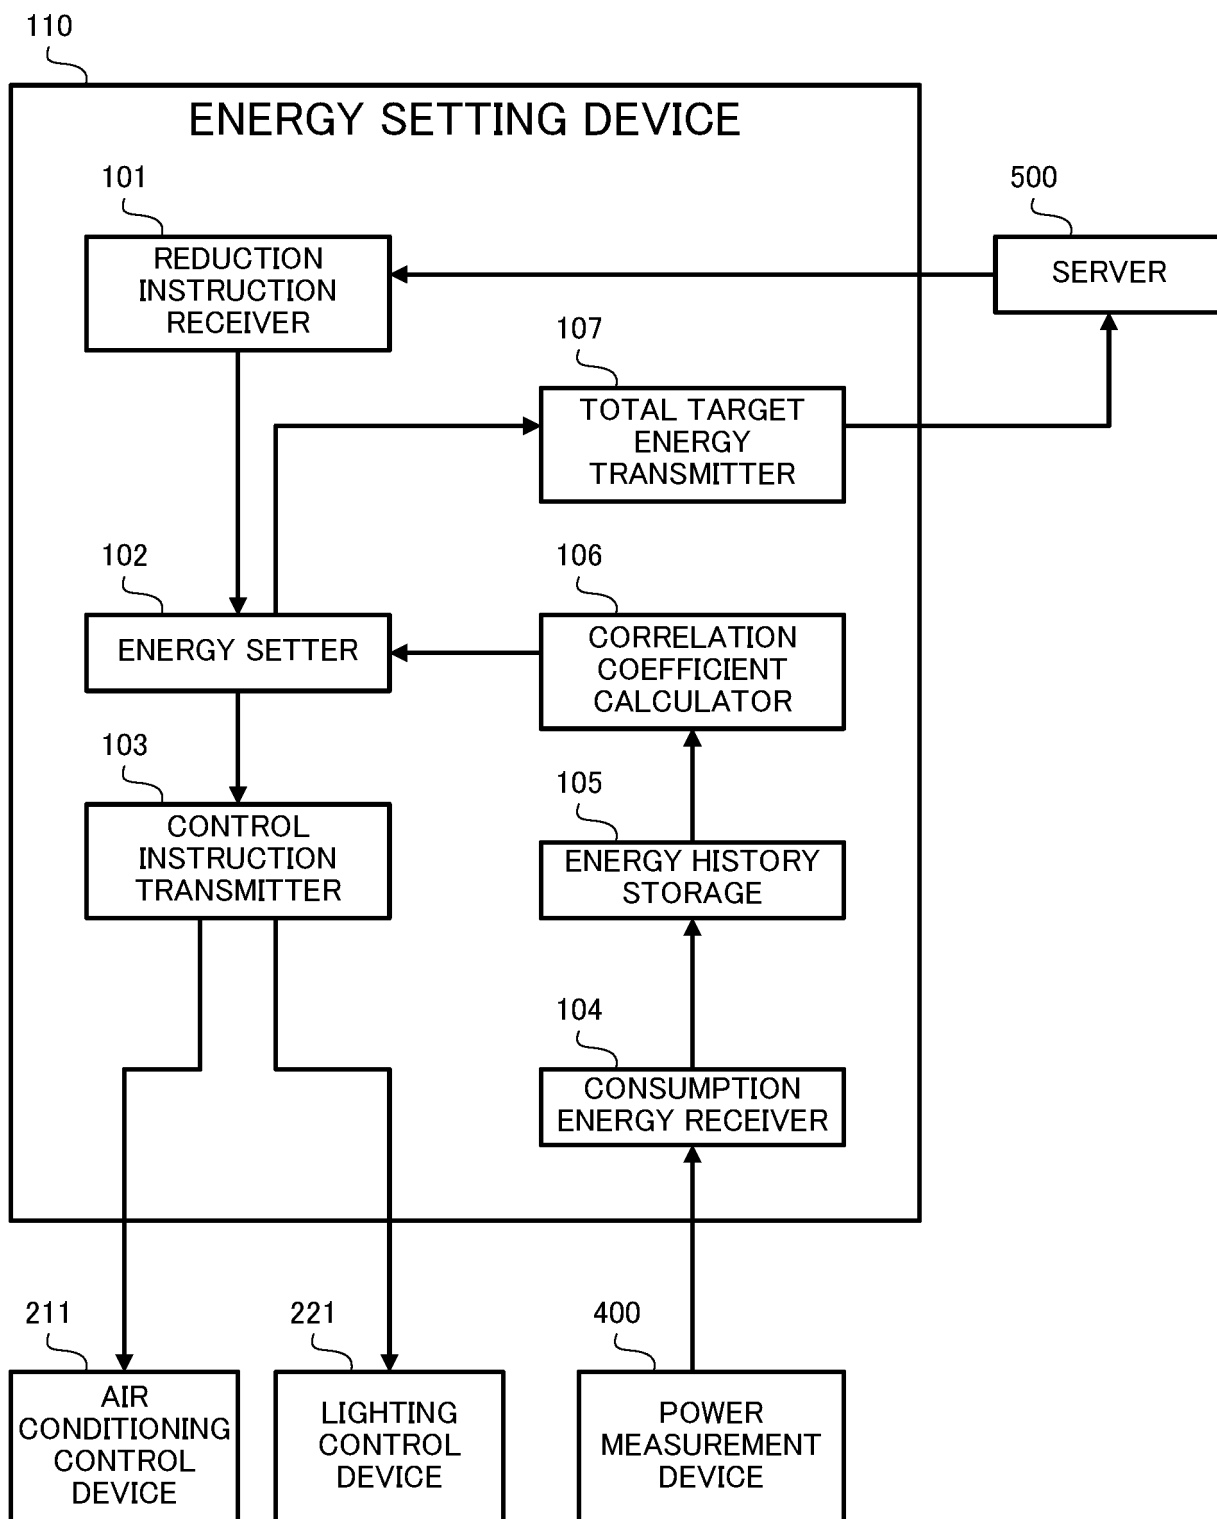 110
ENERGY SETTING DEVICE
101
REDUCTION
INSTRUCTION
RECEIVER
500
SERVER
107
TOTAL TARGET
ENERGY
TRANSMITTER
102
ENERGY SETTER
106
CORRELATION
COEFFICIENT
CALCULATOR
103
CONTROL
INSTRUCTION
TRANSMITTER
105
ENERGY HISTORY
STORAGE
104
CONSUMPTION
ENERGY RECEIVER
211
AIR
CONDITIONING
CONTROL
DEVICE
221
LIGHTING
CONTROL
DEVICE
400
POWER
MEASUREMENT
DEVICE